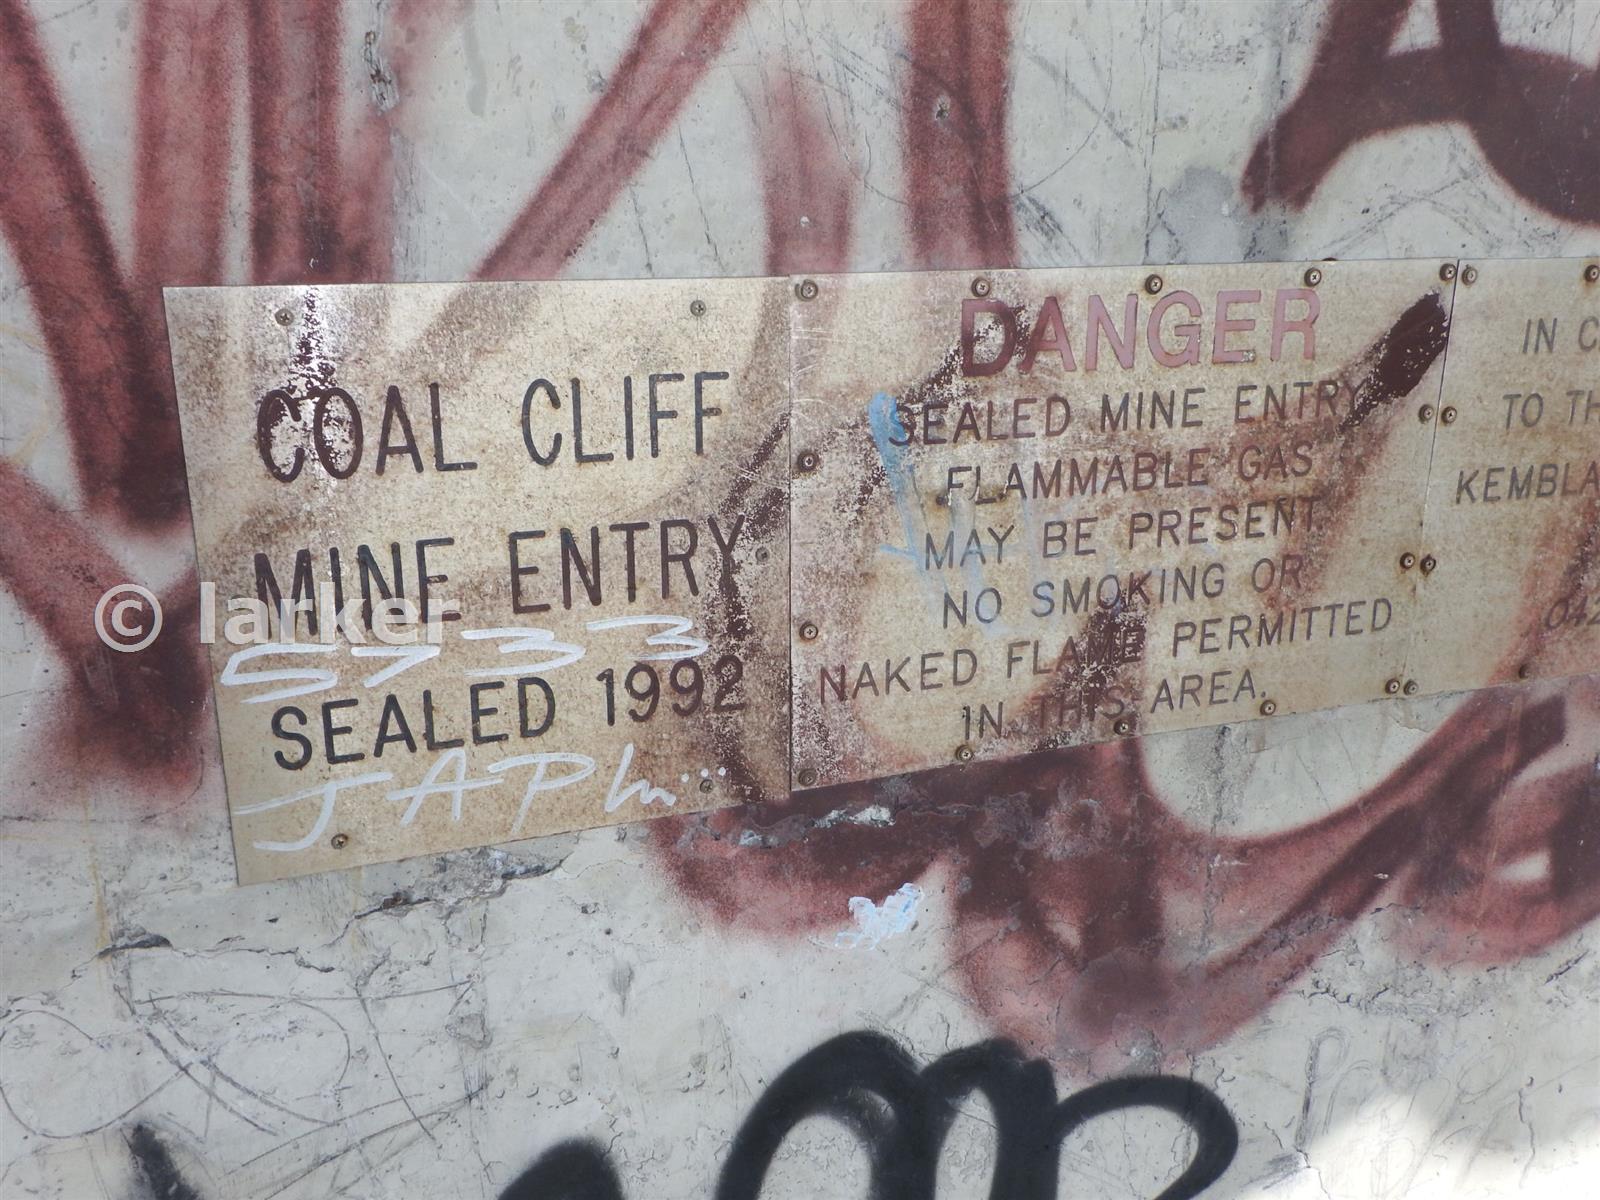 COAL CLIFF
MINE ENTRY
5733
SEALED 1992
DANGER
SEALED MINE ENTRY
FLAMMABLE GAS
MAY BE PRESENT
NO SMOKING OR
NAKED FLAME PERMITTED
IN THIS AREA.
IN C
TO TH
KEMBLA
042
© larker